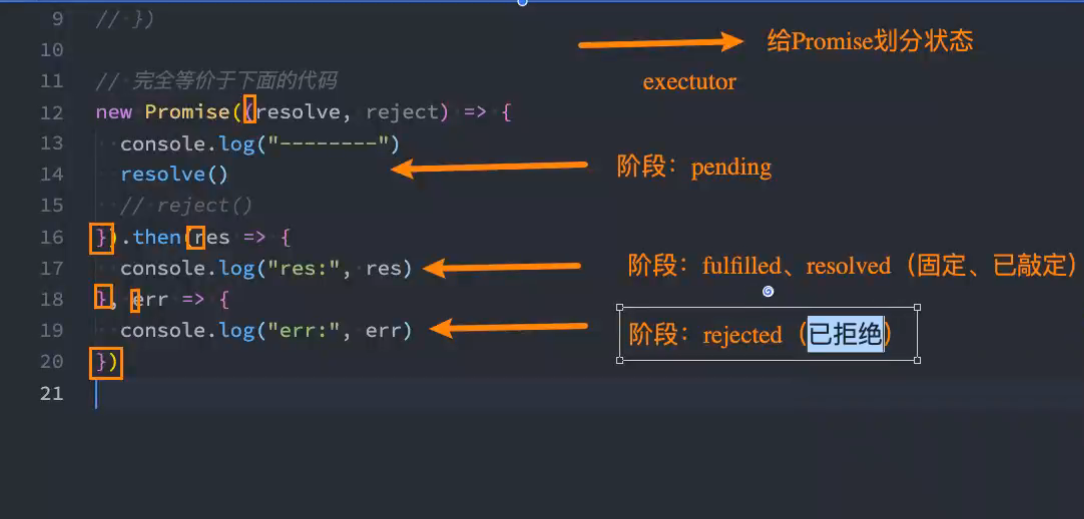 9 // })
10
给Promise划分状态
11 // 完全等价于下面的代码
exectutor
12 new Promise((resolve, reject) => {
13 console.log("--------")
14 resolve()
阶段：pending
15 // reject()
16 }).then(res => {
17 console.log("res:", res)
阶段：fulfilled、resolved（固定、已敲定）
18 }, err => {
19 console.log("err:", err)
阶段：rejected（已拒绝）
20 })
21